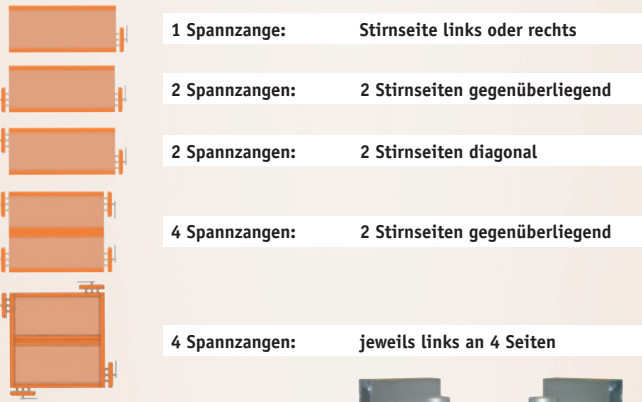 1 Spannzange: Stirnseite links oder rechts
2 Spannzangen: 2 Stirnseiten gegenüberliegend
2 Spannzangen: 2 Stirnseiten diagonal
4 Spannzangen: 2 Stirnseiten gegenüberliegend
4 Spannzangen: jeweils links an 4 Seiten